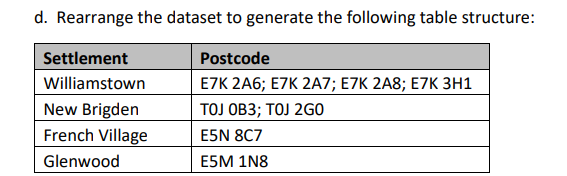 d. Rearrange the dataset to generate the following table structure:
Settlement Postcode
Williamstown E7K 2A6; E7K 2A7; E7K 2A8; E7K 3H1
New Brigden T0J 0B3; T0J 2G0
French Village E5N 8C7
Glenwood E5M 1N8